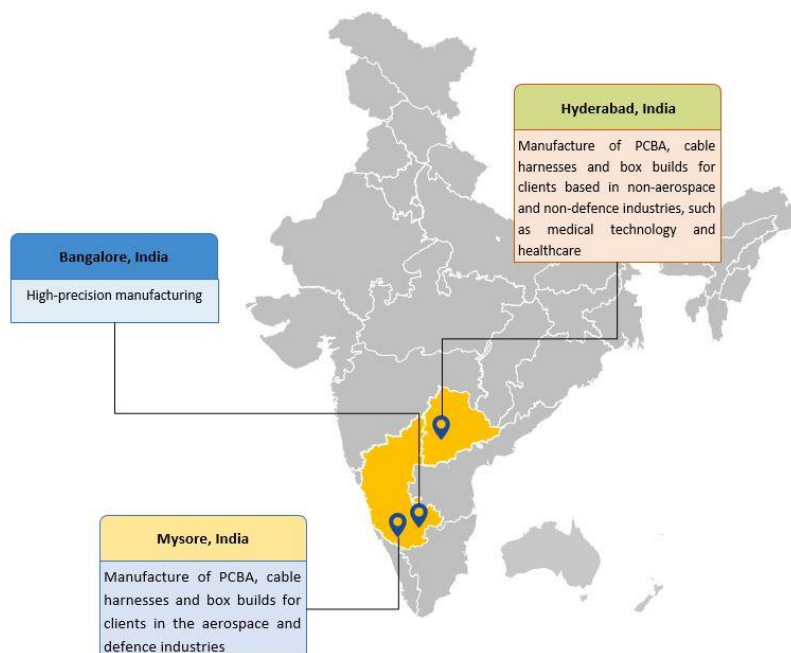 Hyderabad, India
Manufacture of PCBA, cable
harnesses and box builds for
clients based in non-aerospace
and non-defence industries, such
as medical technology and
healthcare
Bangalore, India
High-precision manufacturing
Mysore, India
Manufacture of PCBA, cable
harnesses and box builds for
clients in the aerospace and
defence industries